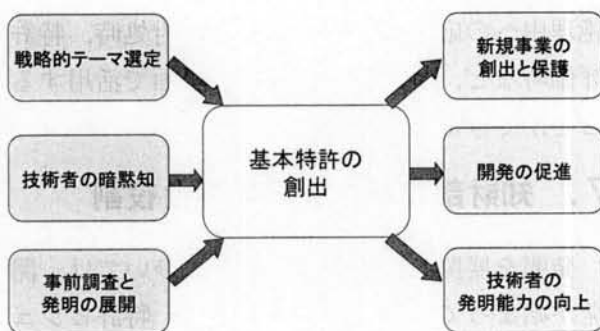 戦略的テーマ選定
技術者の暗黙知
事前調査と
発明の展開
基本特許の
創出
新規事業の
創出と保護
開発の促進
技術者の
発明能力の向上